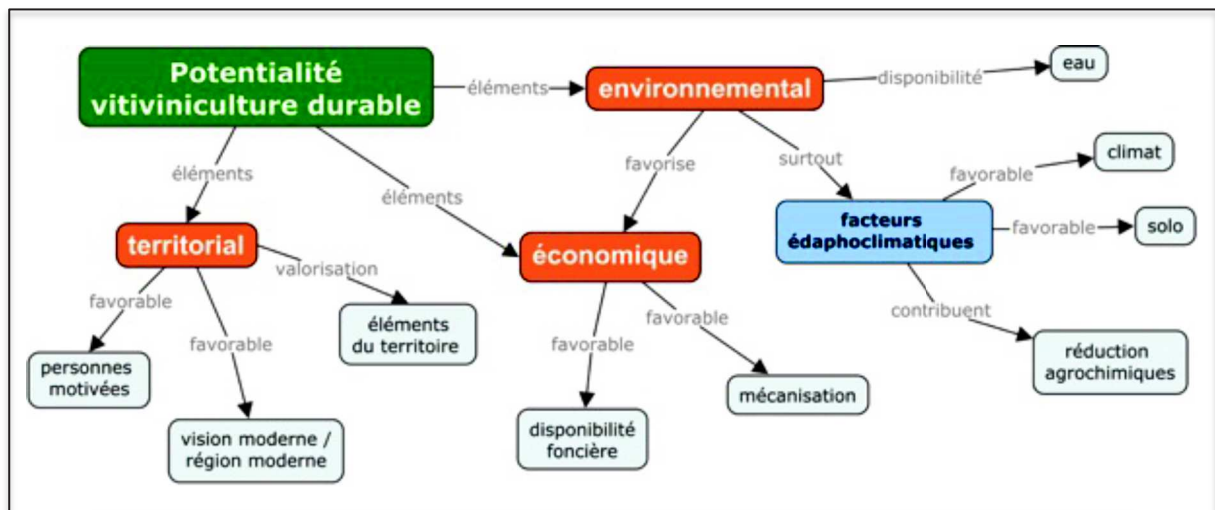 Potentialité
vitiviniculture durable
éléments
environnemental
disponibilité
eau
éléments
éléments
favorise
surtout
favorable
climat
territorial
valorisation
économique
facteurs
édaphoclimatiques
favorable
solo
favorable
favorable
éléments
du territoire
favorable
favorable
contribuent
personnes
motivées
vision moderne /
région moderne
disponibilité
foncière
mécanisation
réduction
agrochimiques